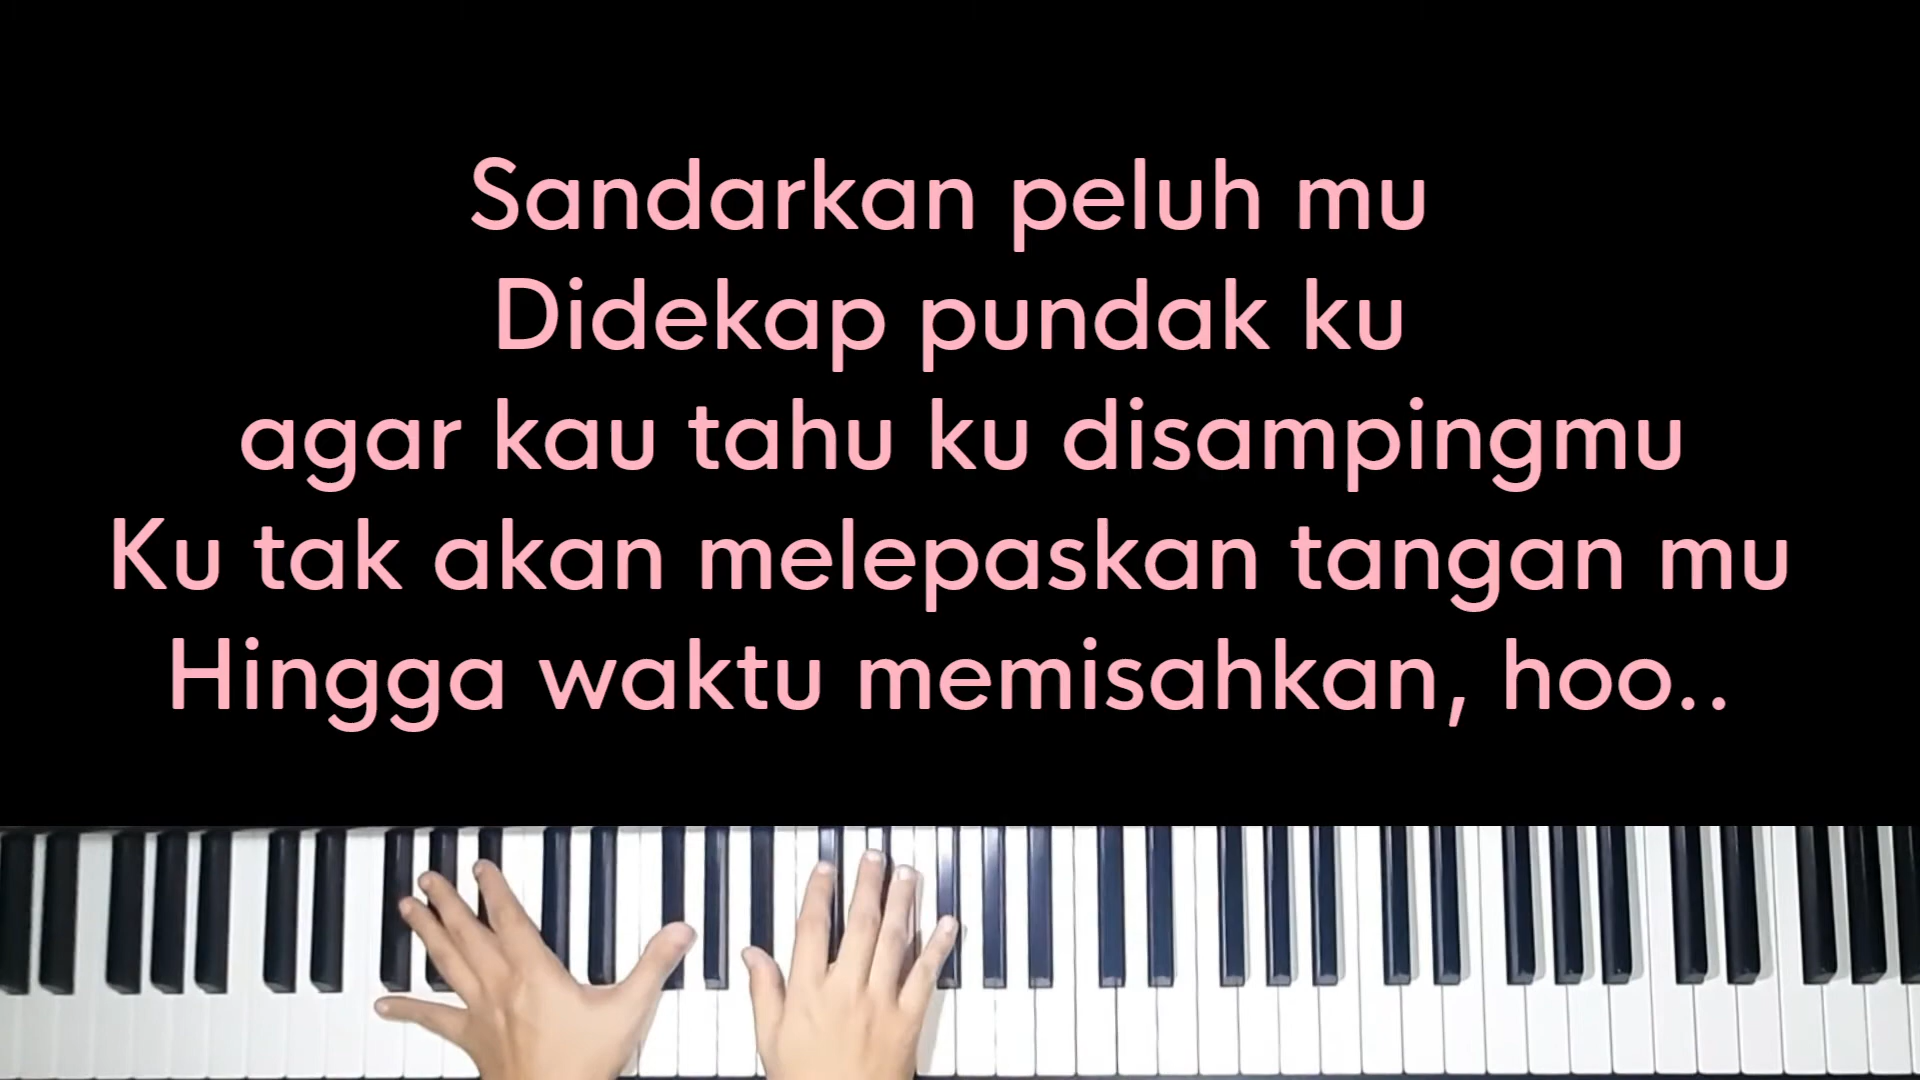 Sandarkan peluh mu
Didekap pundak ku
agar kau tahu ku disampingmu
Ku tak akan melepaskan tangan mu
Hingga waktu memisahkan, hoo..